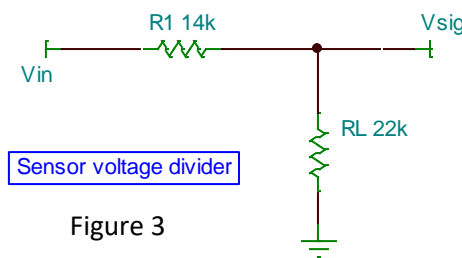 R1 14k
Vsig
Vin
RL 22k
Sensor voltage divider
Figure 3